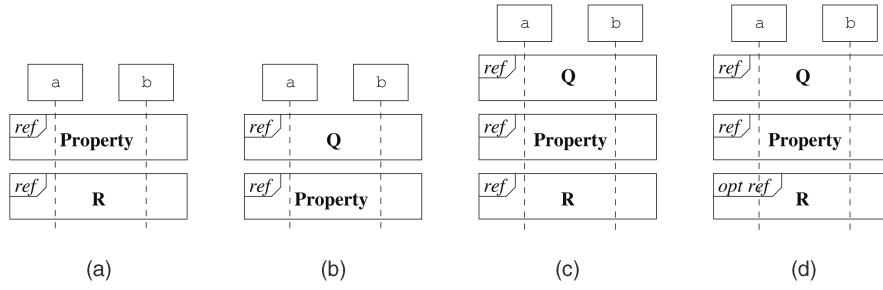 a b
ref Property
ref R
(a)
a b
ref Q
ref Property
(b)
a b
ref Q
ref Property
ref R
(c)
a b
ref Q
ref Property
opt ref R
(d)